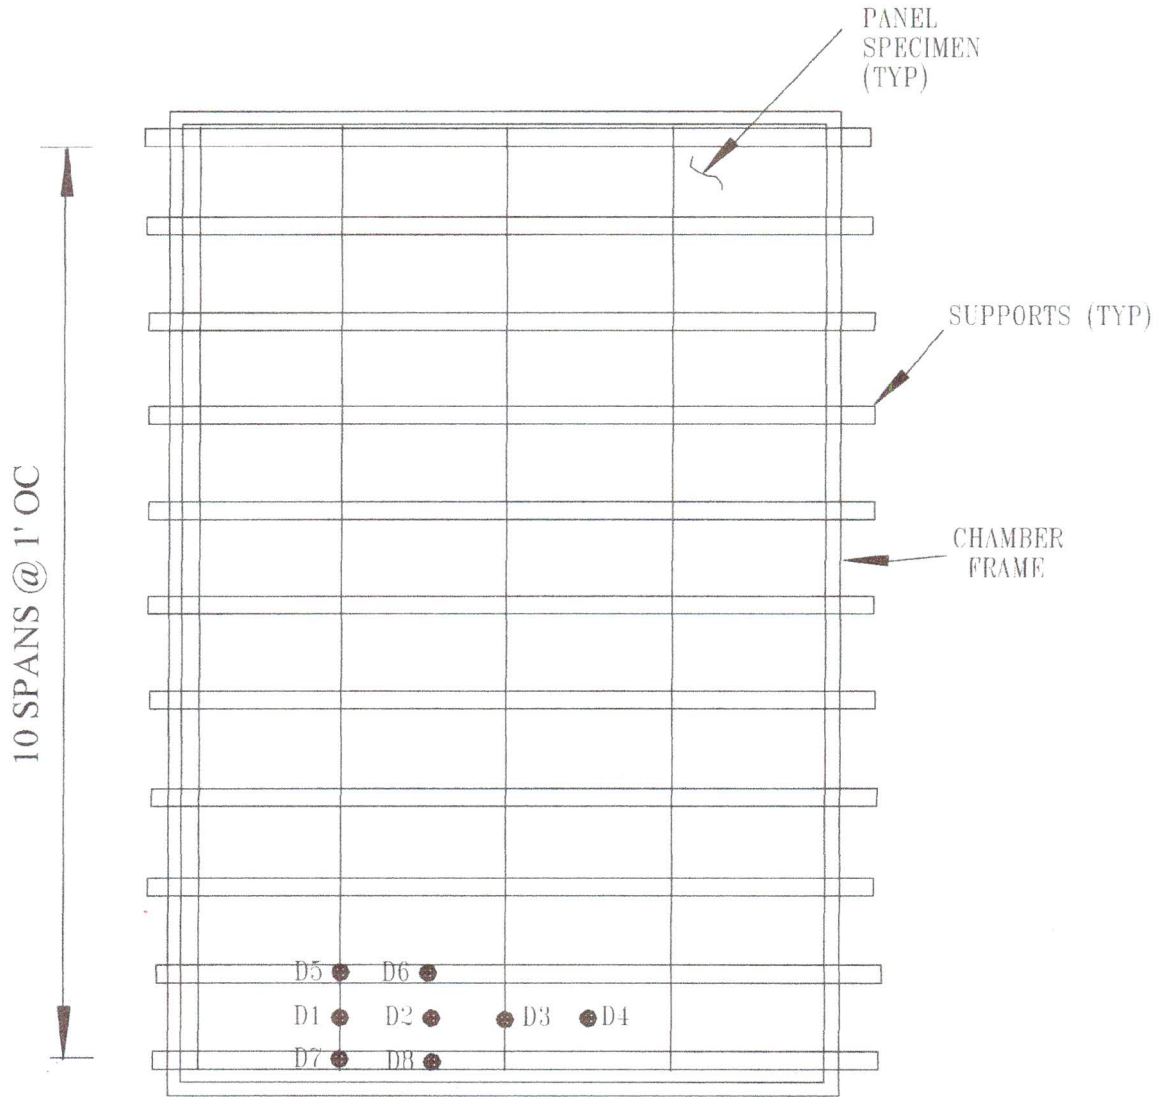 PANEL
SPECIMEN
(TYP)
SUPPORTS (TYP)
CHAMBER
FRAME
10 SPANS @ 1' OC
D5 D6
D1 D2 D3 D4
D7 D8